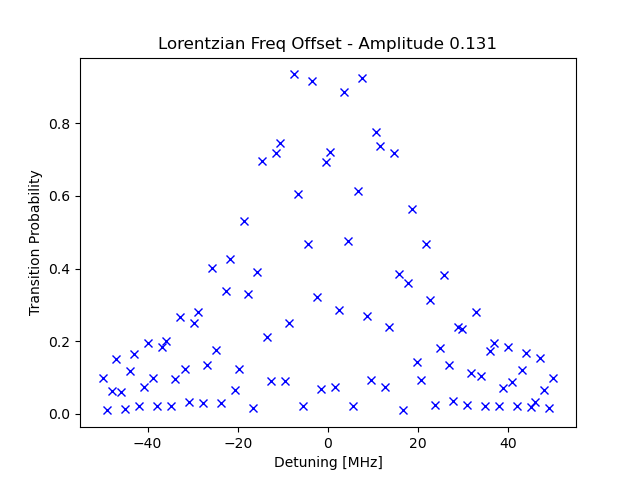 Lorentzian Freq Offset - Amplitude 0.131
0.8
0.6
0.4
0.2
0.0
Transition Probability
−40 −20 0 20 40
Detuning [MHz]